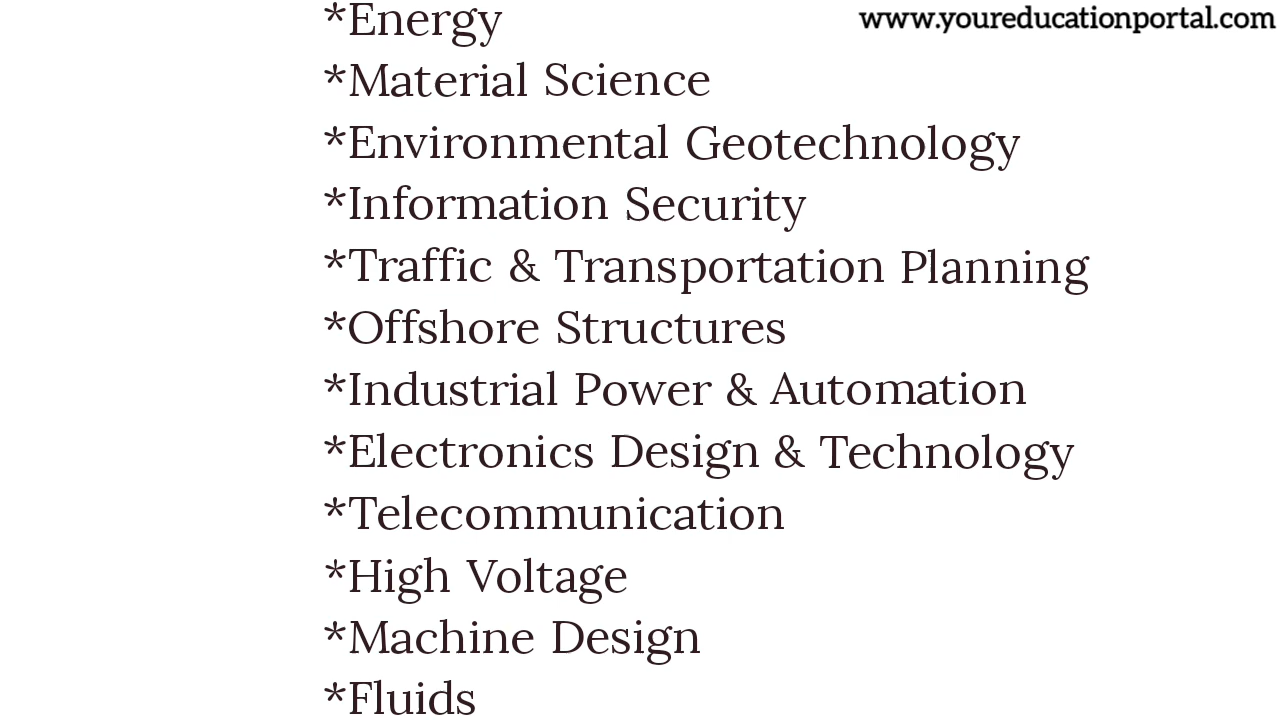 www.youreducationportal.com
*Energy
*Material Science
*Environmental Geotechnology
*Information Security
*Traffic & Transportation Planning
*Offshore Structures
*Industrial Power & Automation
*Electronics Design & Technology
*Telecommunication
*High Voltage
*Machine Design
*Fluids